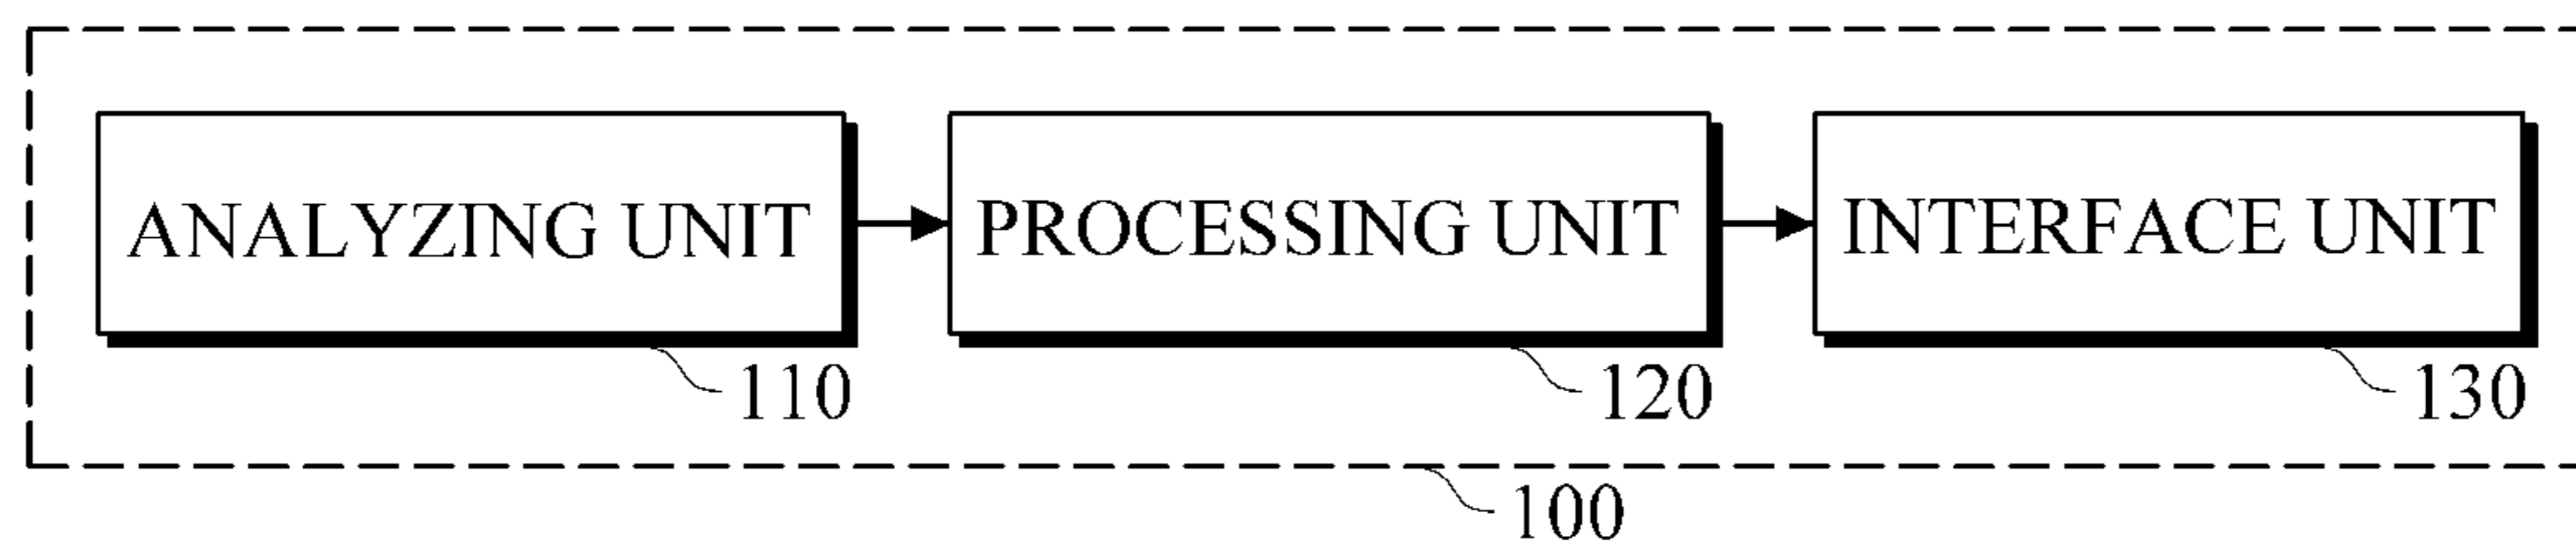 ANALYZING UNIT
PROCESSING UNIT
INTERFACE UNIT
110
120
130
100